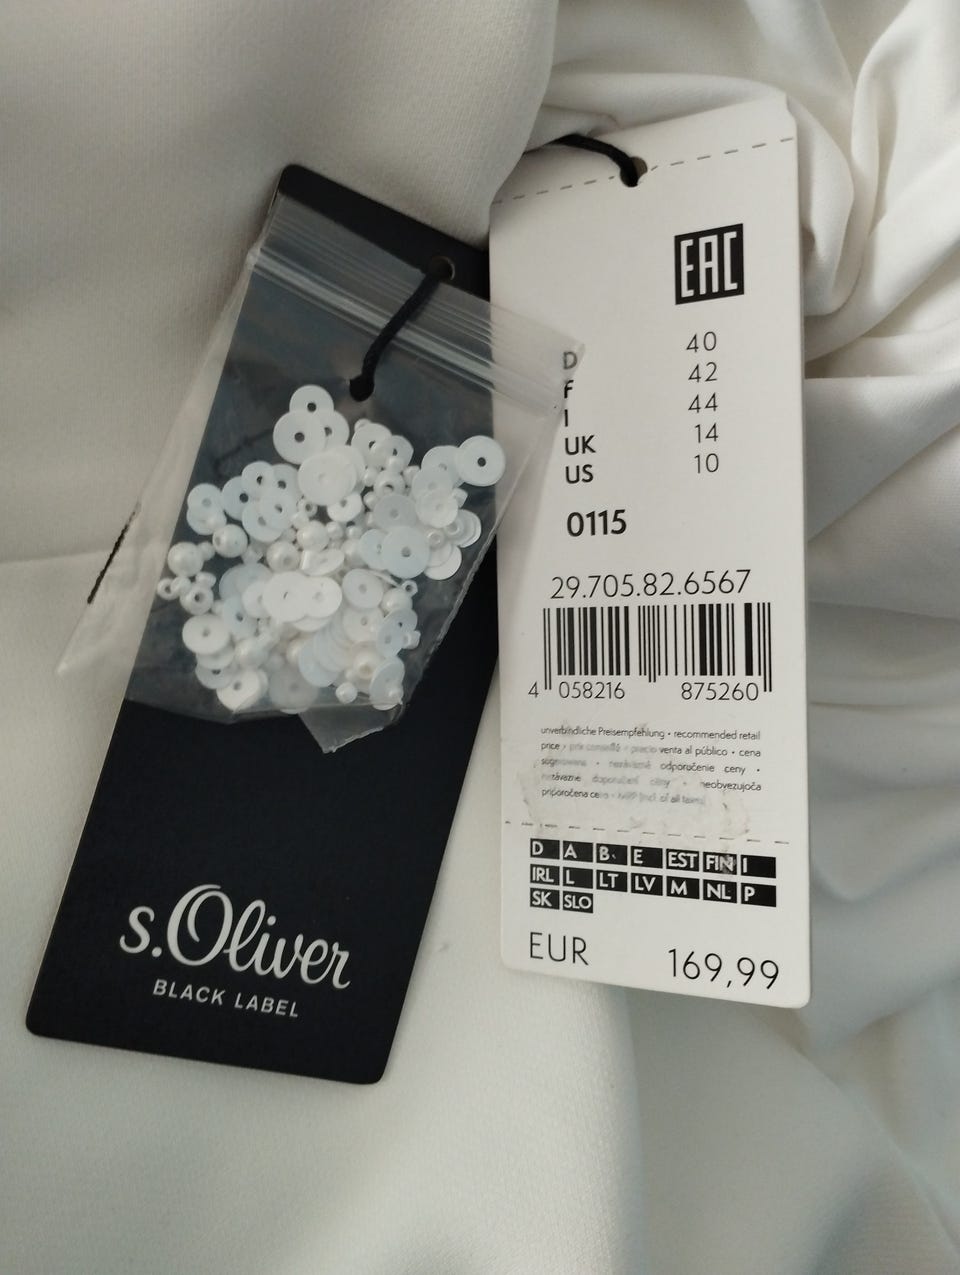 s.Oliver
BLACK LABEL
EAC
D 40
F 42
I 44
UK 14
US 10
0115
29.705.82.6567
4 058216 875260
unverbindliche Preisempfehlung • recommended retail
price • prix conseillé • precio venta al público • cena
sugerowana • nezávazně odporučenie ceny •
nezávazne doporučení ceny • neobvezujoča
priporočena cena • (incl. of all taxes)
D A B E EST FIN I
IRL L LT LV M NL P
SK SLO
EUR 169,99